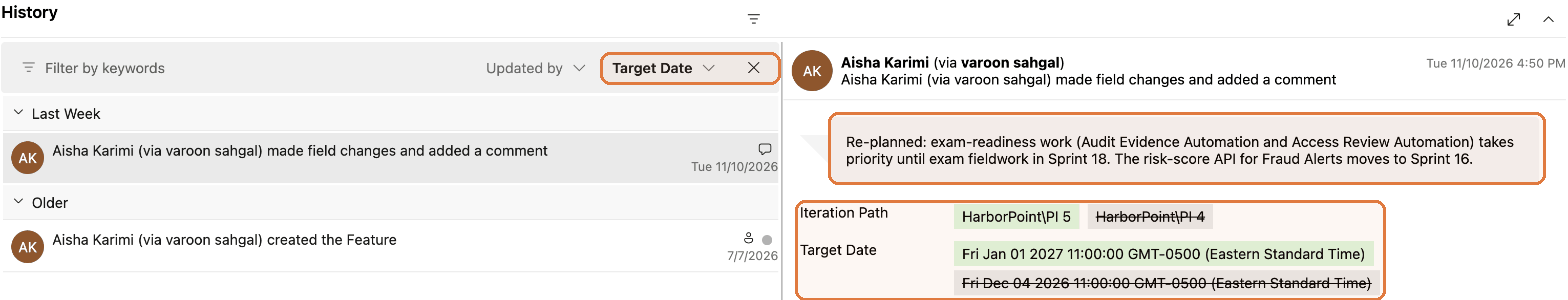 History
Filter by keywords
Updated by
Target Date
Last Week
AK
Aisha Karimi (via varoon sahgal) made field changes and added a comment
Tue 11/10/2026
Older
AK
Aisha Karimi (via varoon sahgal) created the Feature
7/7/2026
AK
Aisha Karimi (via varoon sahgal)
Tue 11/10/2026 4:50 PM
Aisha Karimi (via varoon sahgal) made field changes and added a comment
Re-planned: exam-readiness work (Audit Evidence Automation and Access Review Automation) takes
priority until exam fieldwork in Sprint 18. The risk-score API for Fraud Alerts moves to Sprint 16.
Iteration Path
HarborPoint\PI 5
HarborPoint\PI 4
Target Date
Fri Jan 01 2027 11:00:00 GMT-0500 (Eastern Standard Time)
Fri Dec 04 2026 11:00:00 GMT-0500 (Eastern Standard Time)